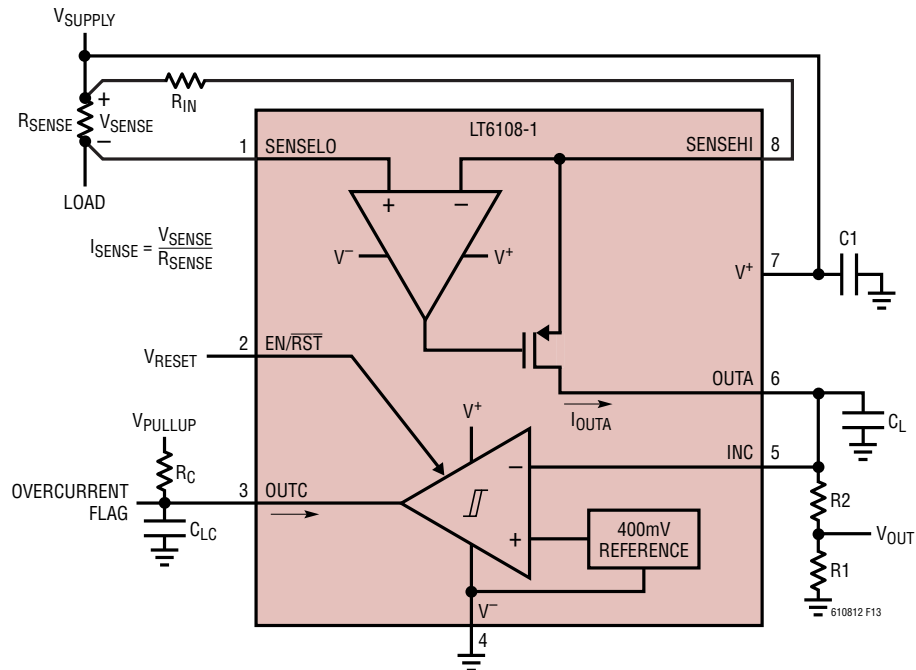 VSUPPLY
RIN
+
RSENSE
VSENSE
−
LOAD
ISENSE = VSENSE
RSENSE
LT6108-1
1 SENSELO
SENSEHI 8
+ −
V− V+
V+ 7
C1
2 EN/RST
VRESET
OUTA 6
IOUTA
CL
VPULLUP
RC
V+
INC 5
−
R2
3 OUTC
OVERCURRENT
FLAG
CLC
+
400mV
REFERENCE
VOUT
R1
V−
4
610812 F13